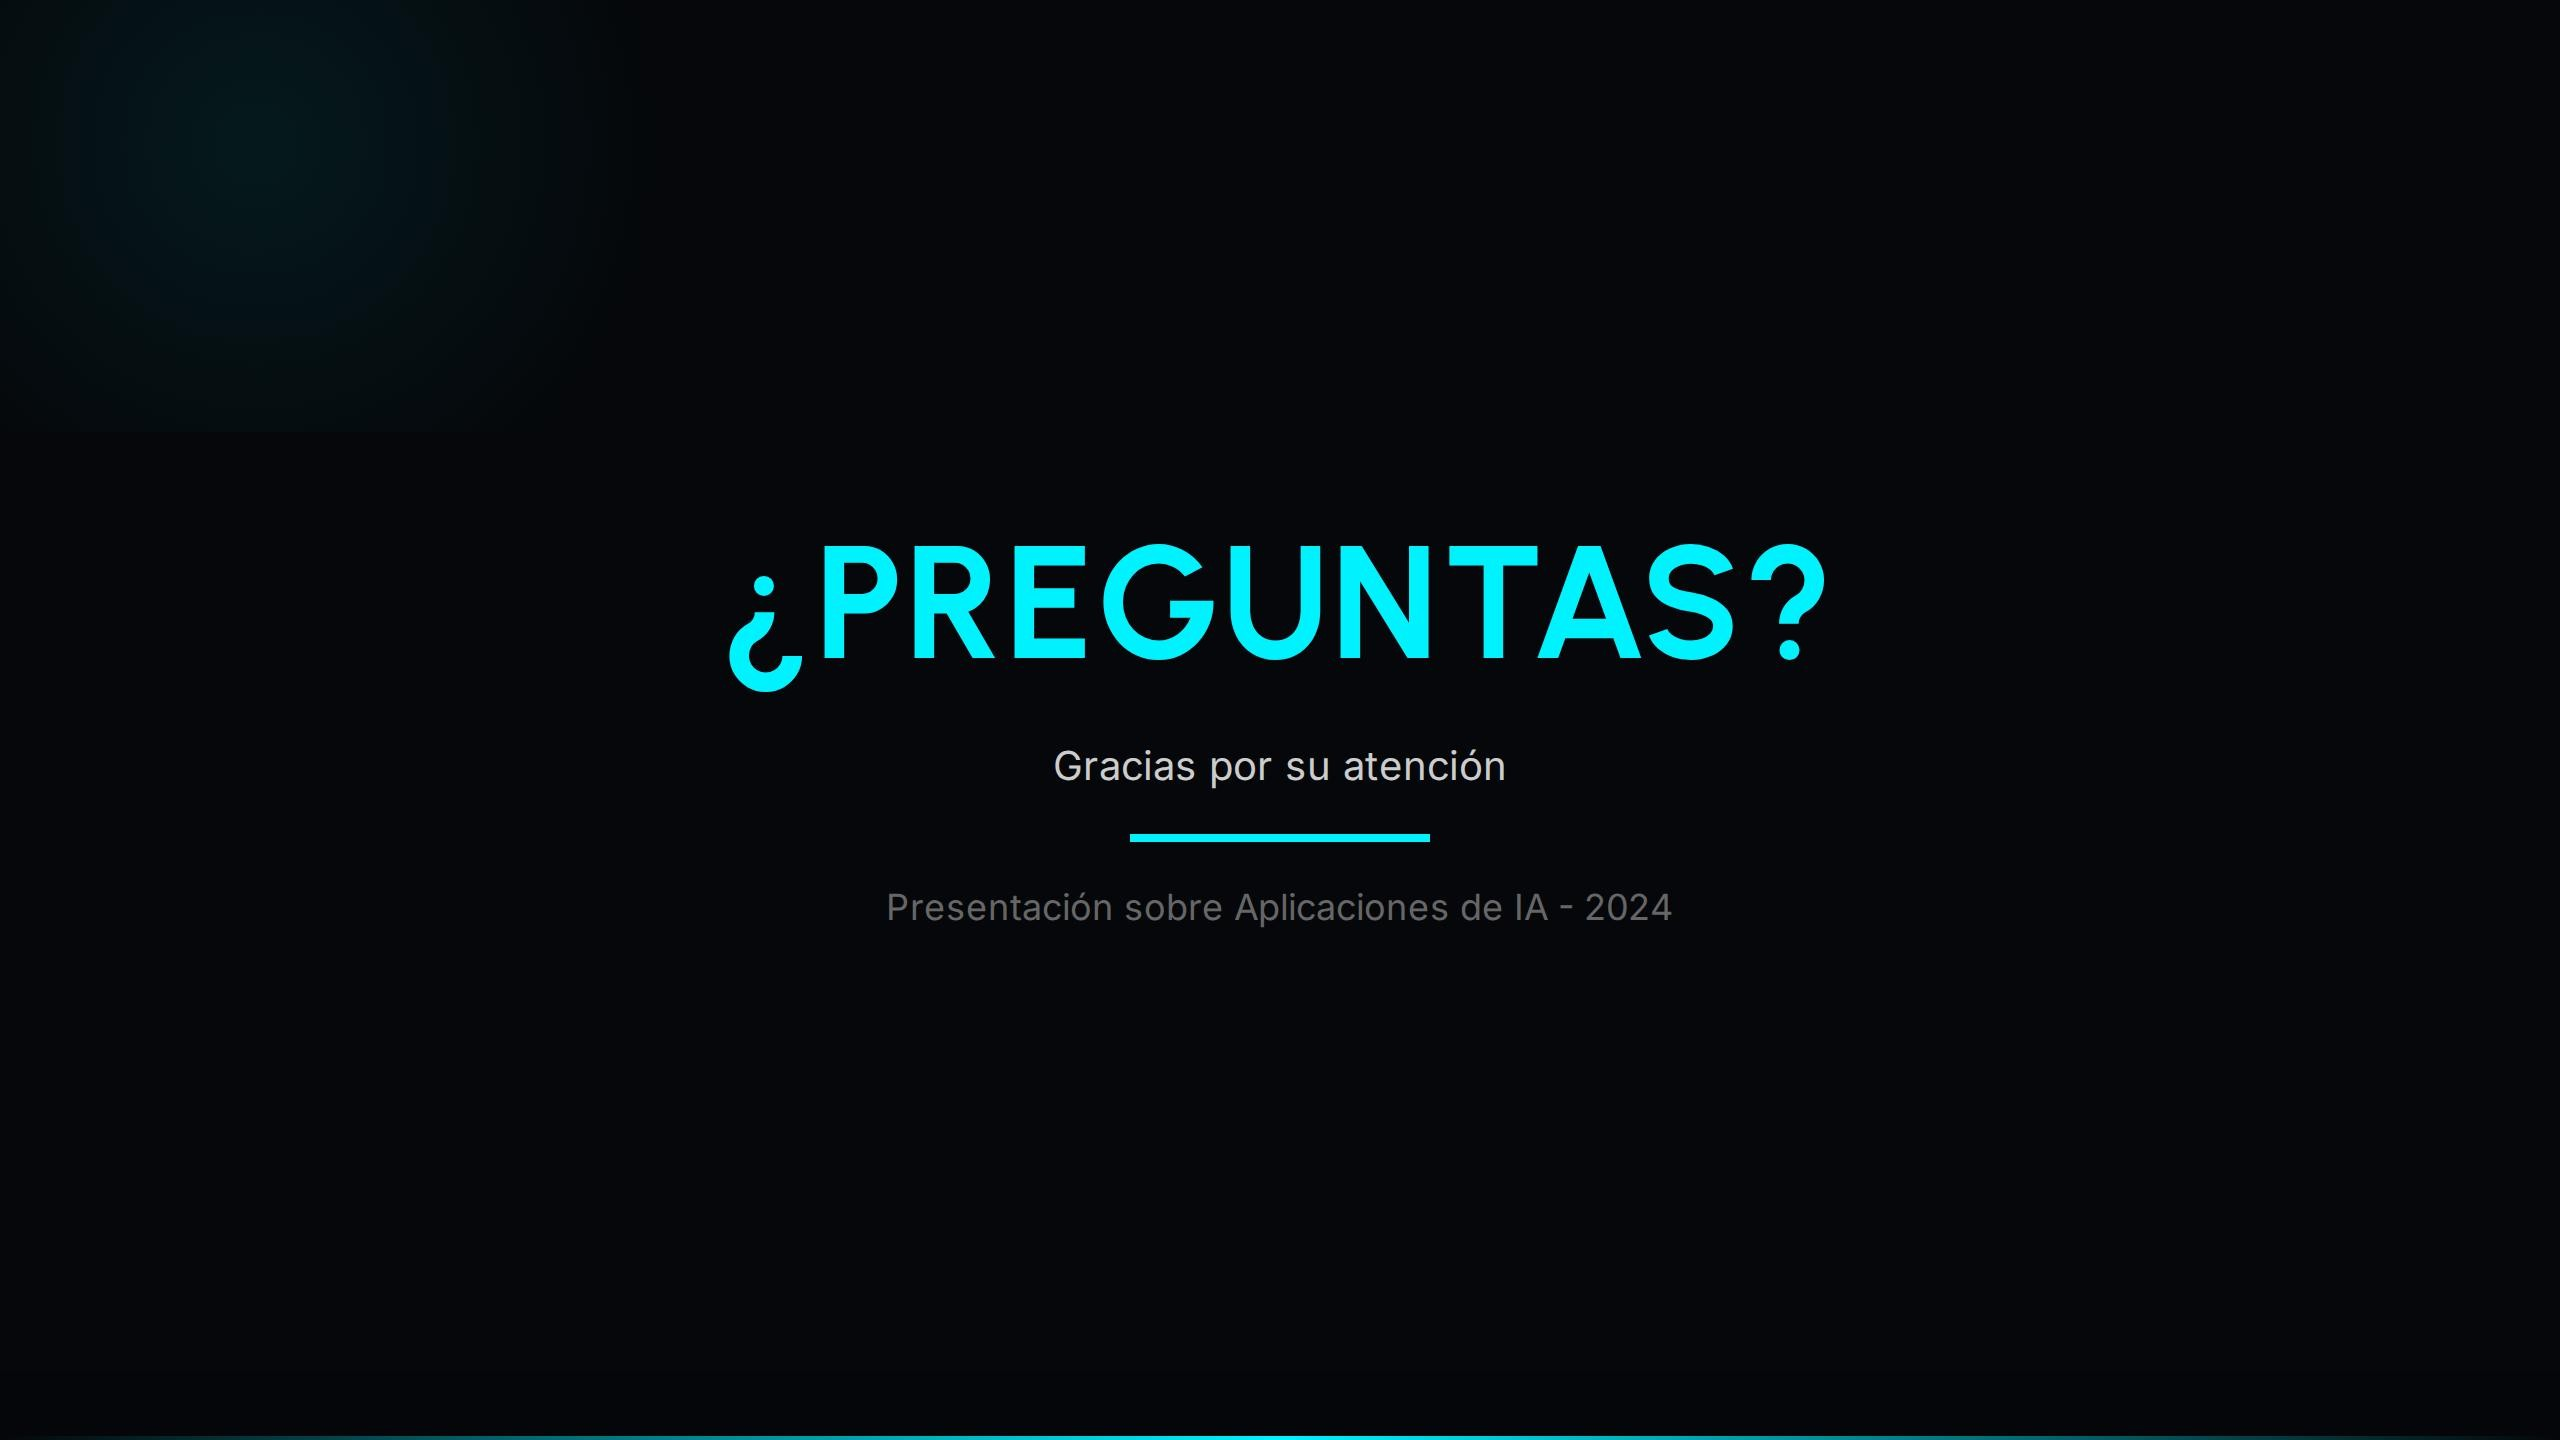 ¿PREGUNTAS?
Gracias por su atención
Presentación sobre Aplicaciones de IA - 2024